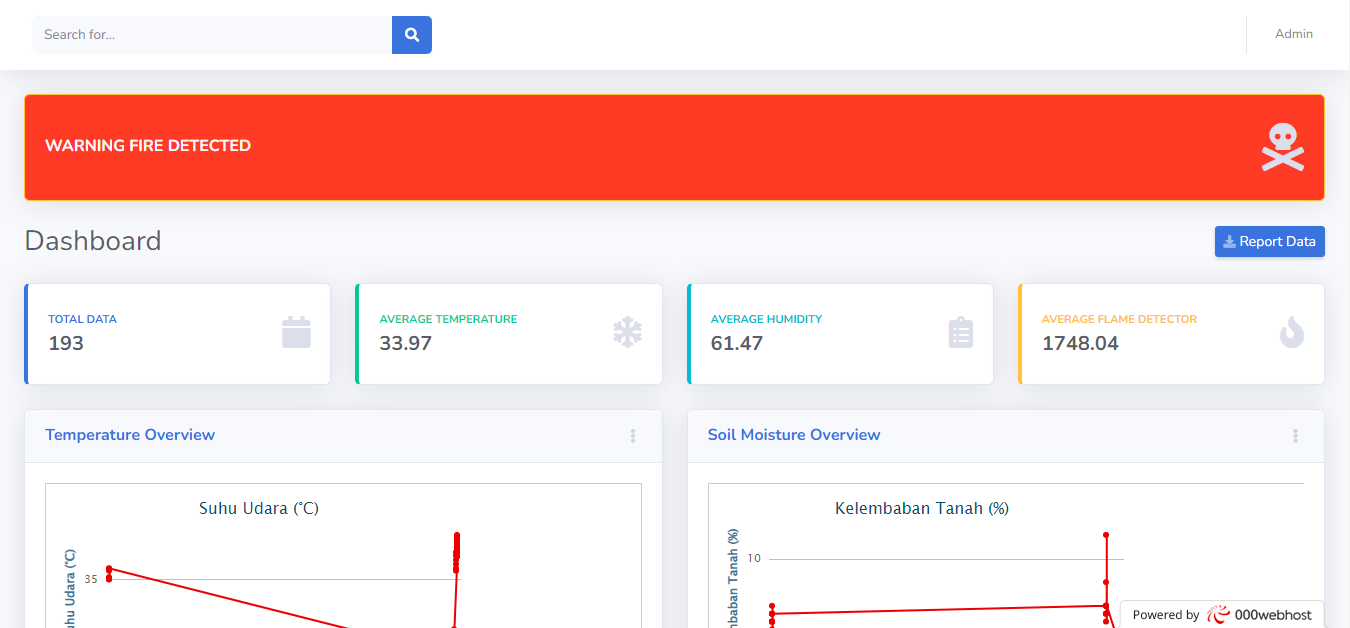 Search for...
Admin
WARNING FIRE DETECTED
Dashboard
Report Data
TOTAL DATA
193
AVERAGE TEMPERATURE
33.97
AVERAGE HUMIDITY
61.47
AVERAGE FLAME DETECTOR
1748.04
Temperature Overview
Soil Moisture Overview
Suhu Udara (°C)
Udara (°C)
35
Kelembaban Tanah (%)
Tanah (%)
10
Powered by 000webhost